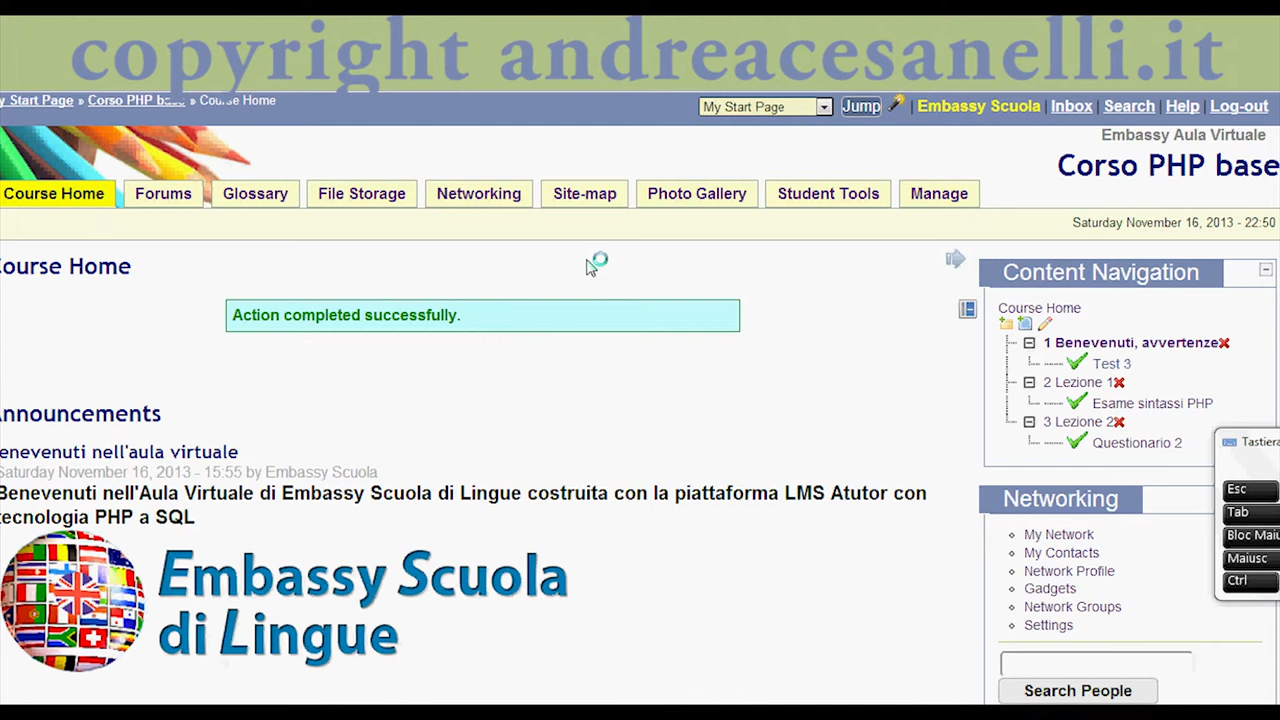 copyright andreacesanelli.it
y Start Page » Corso PHP base » Course Home
My Start Page Jump | Embassy Scuola | Inbox | Search | Help | Log-out
Embassy Aula Virtuale
Corso PHP base
Course Home Forums Glossary File Storage Networking Site-map Photo Gallery Student Tools Manage
Saturday November 16, 2013 - 22:50
Course Home
Action completed successfully.
Content Navigation
Course Home
1 Benevenuti, avvertenze
Test 3
2 Lezione 1
Esame sintassi PHP
3 Lezione 2
Questionario 2
Announcements
enevenuti nell'aula virtuale
Saturday November 16, 2013 - 15:55 by Embassy Scuola
Benevenuti nell'Aula Virtuale di Embassy Scuola di Lingue costruita con la piattaforma LMS Atutor con
tecnologia PHP a SQL
Embassy Scuola
di Lingue
Networking
My Network
My Contacts
Network Profile
Gadgets
Network Groups
Settings
Search People
Tastiera
Esc
Tab
Bloc Maiu
Maiusc
Ctrl